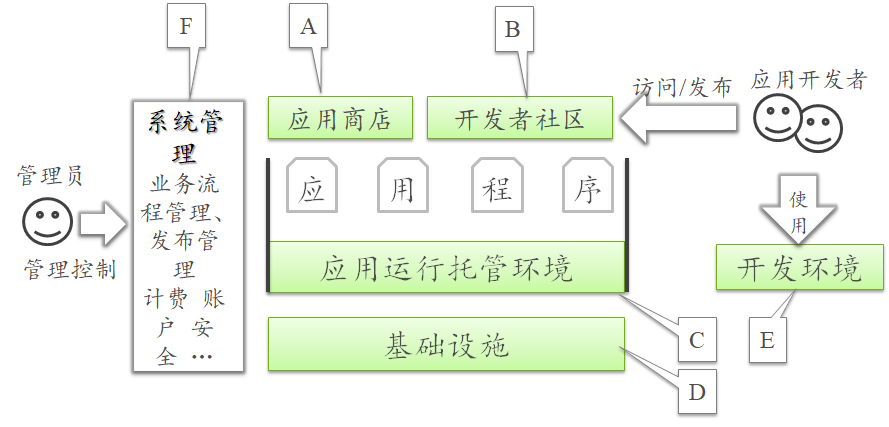 F
A
B
应用商店
开发者社区
访问/发布
应用开发者
系统管
理
业务流
程管理、
发布管
理
计费 账
户 安
全 …
管理员
管理控制
应
用
程
序
使
用
应用运行托管环境
开发环境
基础设施
C
E
D